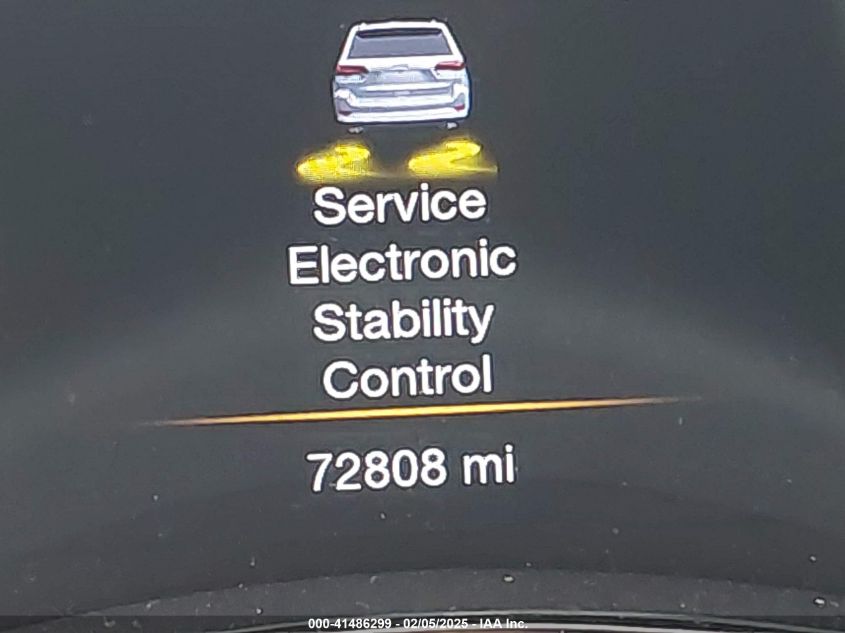 Service
Electronic
Stability
Control
72808 mi
000-41486299 - 02/05/2025 - IAA Inc.